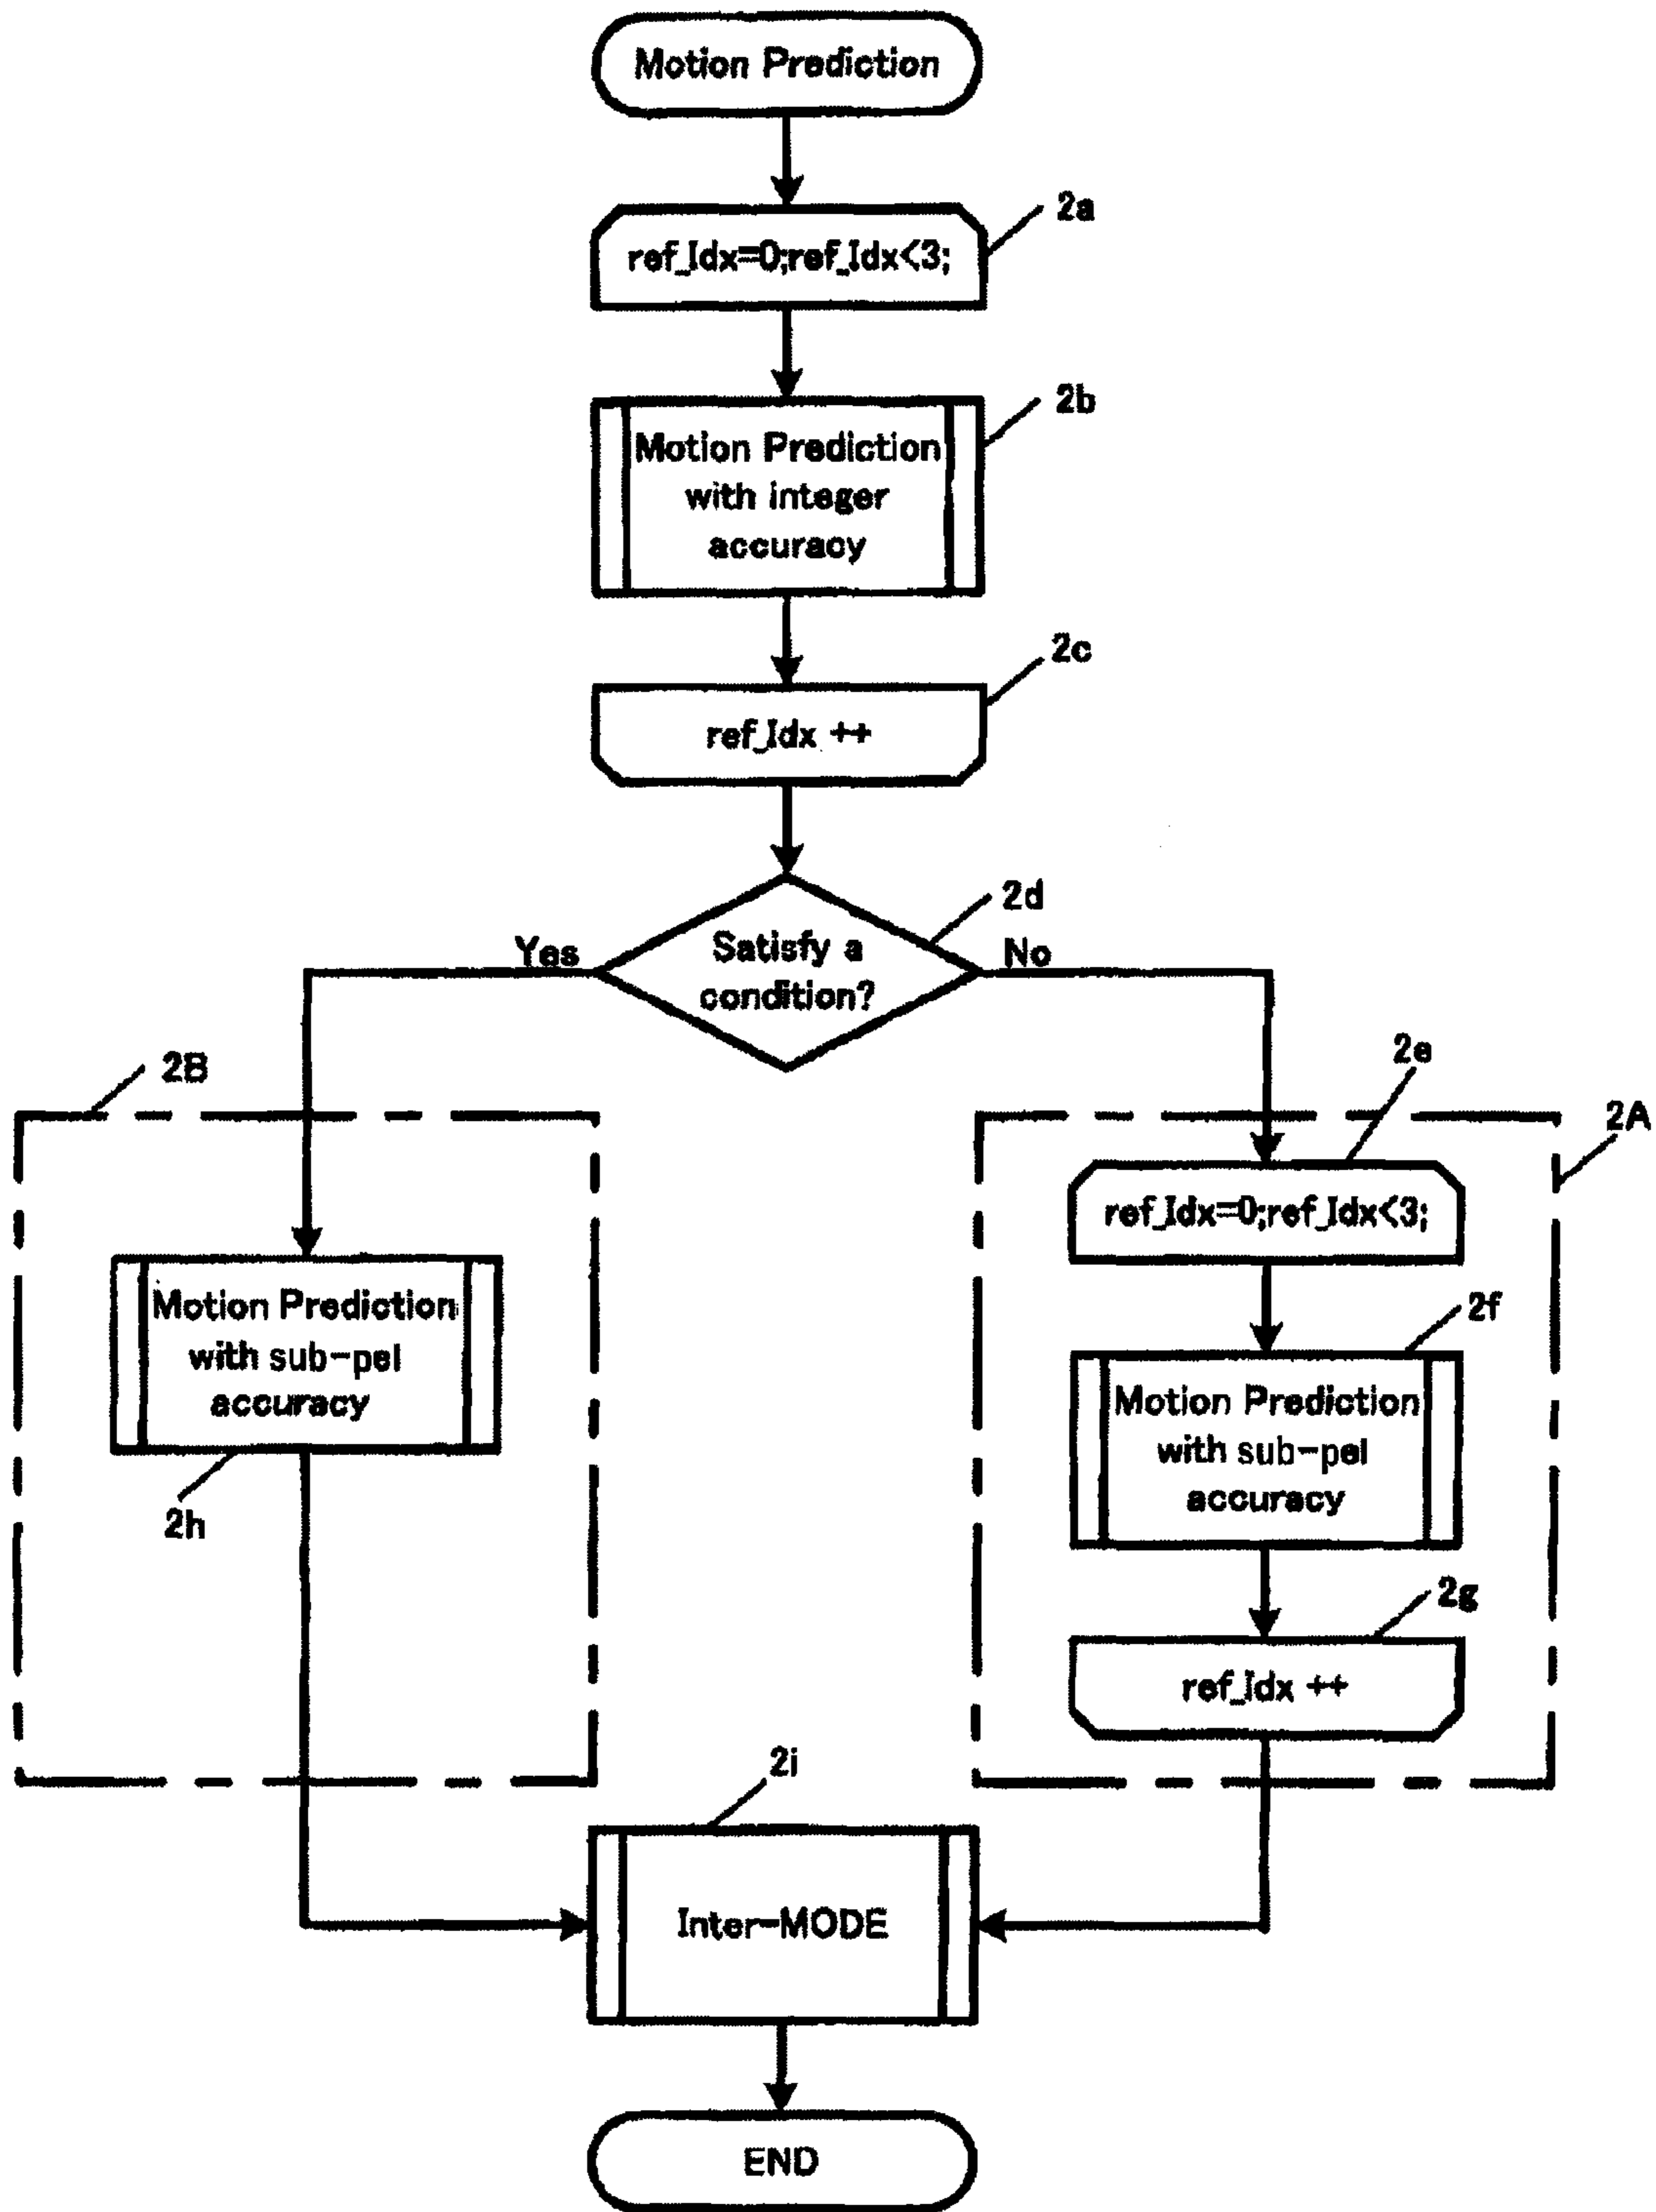 Motion Prediction
2a
ref_Idx=0;ref_Idx<3;
2b
Motion Prediction
with integer
accuracy
2c
ref_Idx ++
2d
Satisfy a
condition?
Yes
No
2B
2e
2A
ref_Idx=0;ref_Idx<3;
Motion Prediction
with sub-pel
accuracy
2h
2f
Motion Prediction
with sub-pel
accuracy
2g
ref_Idx ++
2i
Inter-MODE
END